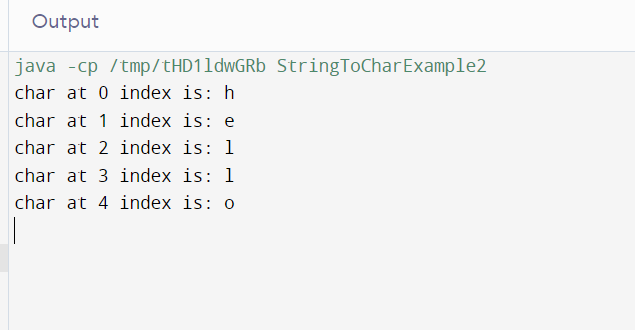 Output
java -cp /tmp/tHD1ldwGRb StringToCharExample2
char at 0 index is: h
char at 1 index is: e
char at 2 index is: l
char at 3 index is: l
char at 4 index is: o